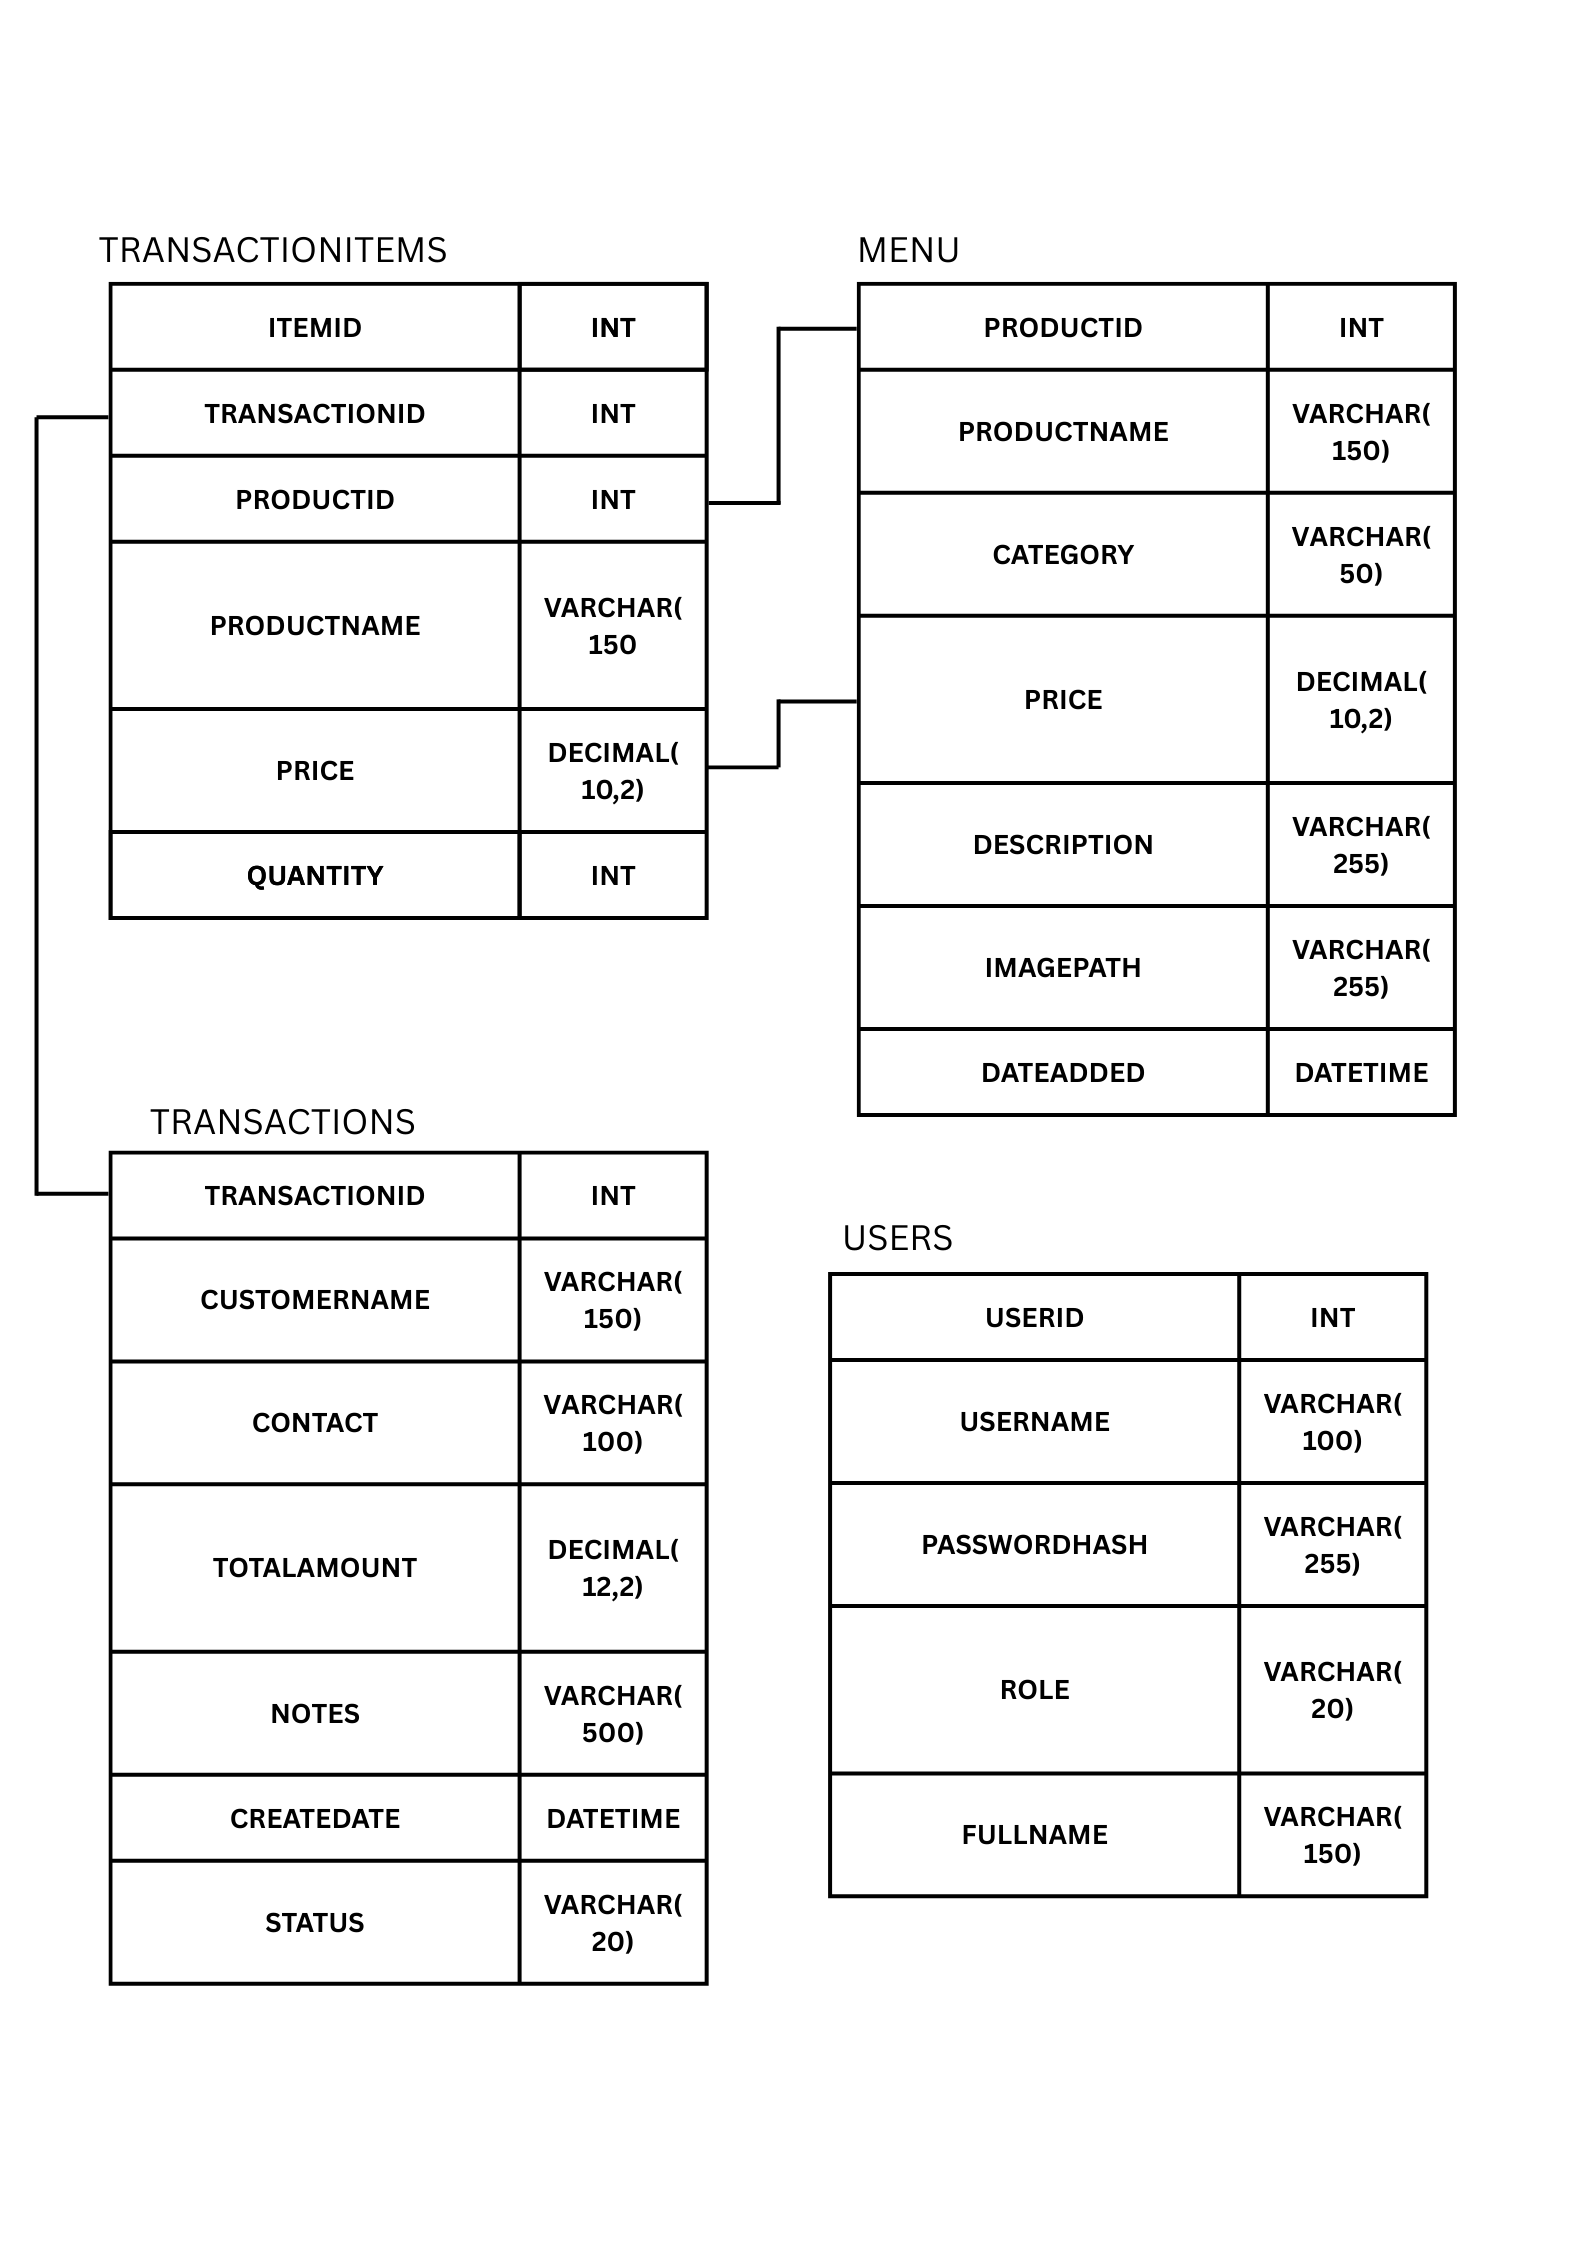 TRANSACTIONITEMS
ITEMID INT
TRANSACTIONID INT
PRODUCTID INT
PRODUCTNAME VARCHAR(
150
PRICE DECIMAL(
10,2)
QUANTITY INT
MENU
PRODUCTID INT
PRODUCTNAME VARCHAR(
150)
CATEGORY VARCHAR(
50)
PRICE DECIMAL(
10,2)
DESCRIPTION VARCHAR(
255)
IMAGEPATH VARCHAR(
255)
DATEADDED DATETIME
TRANSACTIONS
TRANSACTIONID INT
CUSTOMERNAME VARCHAR(
150)
CONTACT VARCHAR(
100)
TOTALAMOUNT DECIMAL(
12,2)
NOTES VARCHAR(
500)
CREATEDATE DATETIME
STATUS VARCHAR(
20)
USERS
USERID INT
USERNAME VARCHAR(
100)
PASSWORDHASH VARCHAR(
255)
ROLE VARCHAR(
20)
FULLNAME VARCHAR(
150)